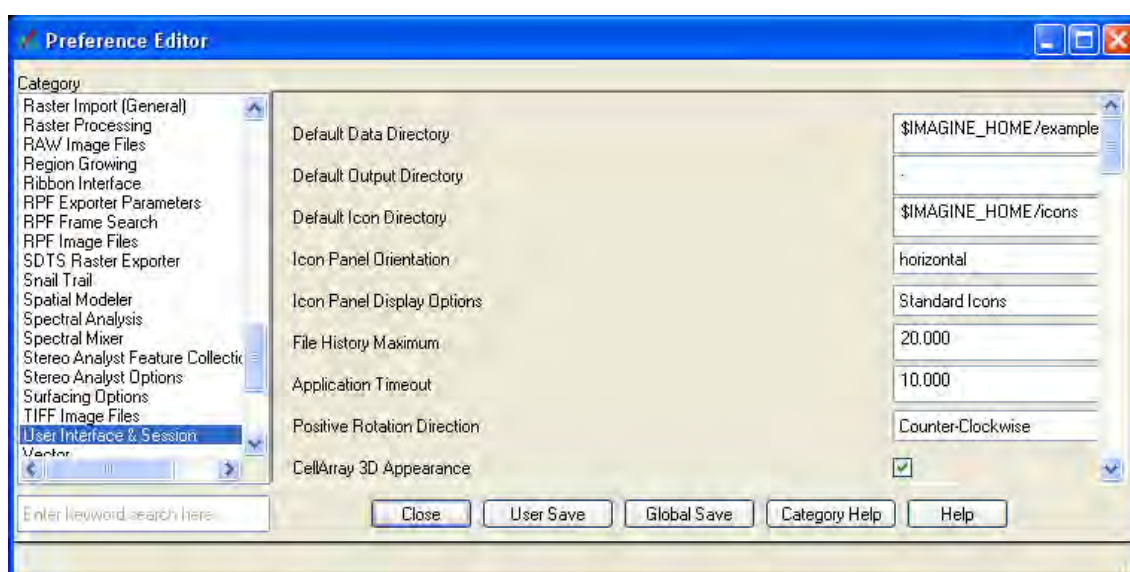 Preference Editor
Category
Raster Import (General)
Raster Processing
RAW Image Files
Region Growing
Ribbon Interface
RPF Exporter Parameters
RPF Frame Search
RPF Image Files
SDTS Raster Exporter
Snail Trail
Spatial Modeler
Spectral Analysis
Spectral Mixer
Stereo Analyst Feature Collectic
Stereo Analyst Options
Surfacing Options
TIFF Image Files
User Interface & Session
Vector
Default Data Directory
$IMAGINE_HOME/example
Default Output Directory
.
Default Icon Directory
$IMAGINE_HOME/icons
Icon Panel Orientation
horizontal
Icon Panel Display Options
Standard Icons
File History Maximum
20.000
Application Timeout
10.000
Positive Rotation Direction
Counter-Clockwise
CellArray 3D Appearance
Enter keyword search here
Close
User Save
Global Save
Category Help
Help